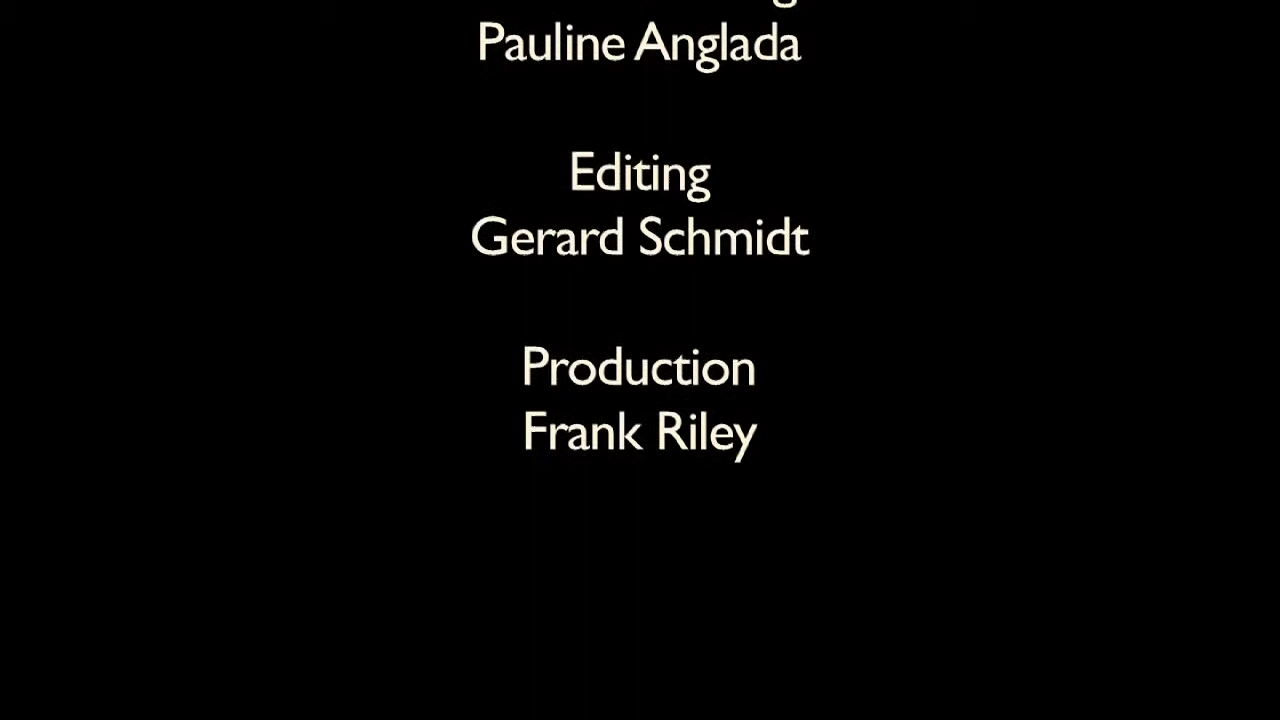 Pauline Anglada
Editing
Gerard Schmidt
Production
Frank Riley